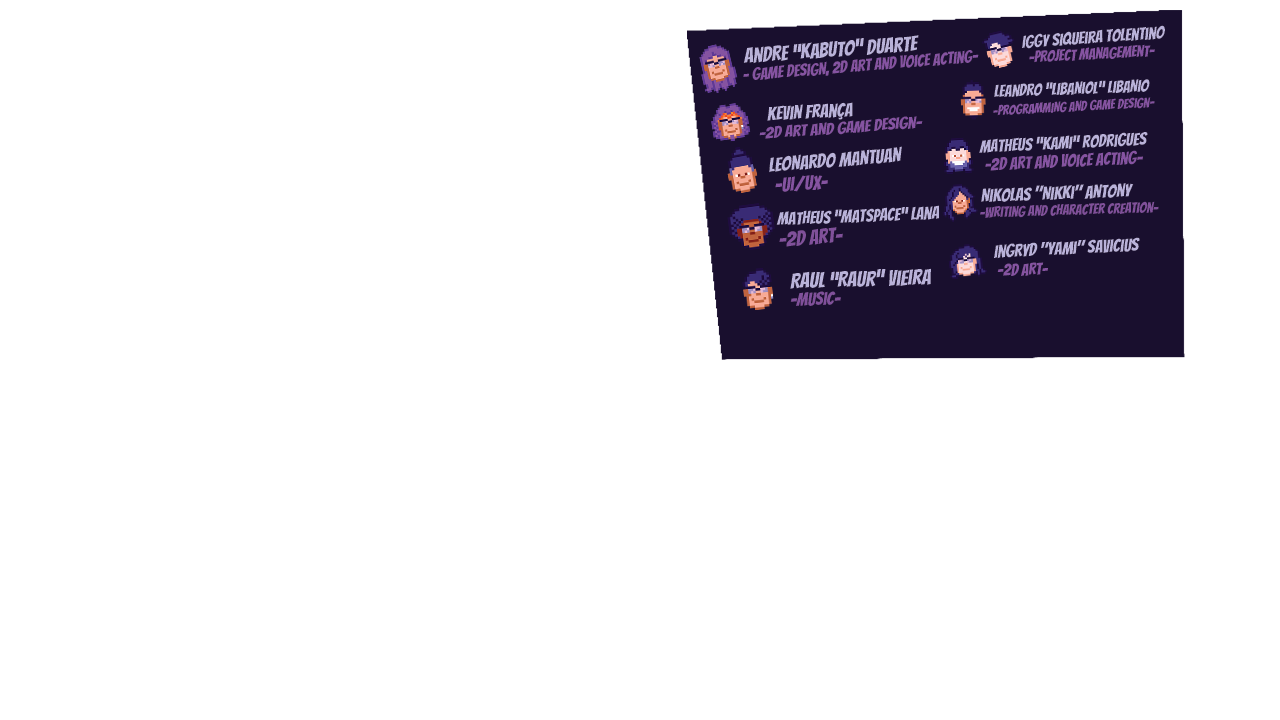 ANDRE "KABUTO" DUARTE
- GAME DESIGN, 2D ART AND VOICE ACTING-
KEVIN FRANÇA
-2D ART AND GAME DESIGN-
LEONARDO MANTUAN
-UI/UX-
MATHEUS "MATSPACE" LANA
-2D ART-
RAUL "RAUR" VIEIRA
-MUSIC-
IGGY SIQUEIRA TOLENTINO
-PROJECT MANAGEMENT-
LEANDRO "LIBANIOL" LIBANIO
-PROGRAMMING AND GAME DESIGN-
MATHEUS "KAMI" RODRIGUES
-2D ART AND VOICE ACTING-
NIKOLAS "NIKKI" ANTONY
-WRITING AND CHARACTER CREATION-
INGRYD "YAMI" SAVICIUS
-2D ART-